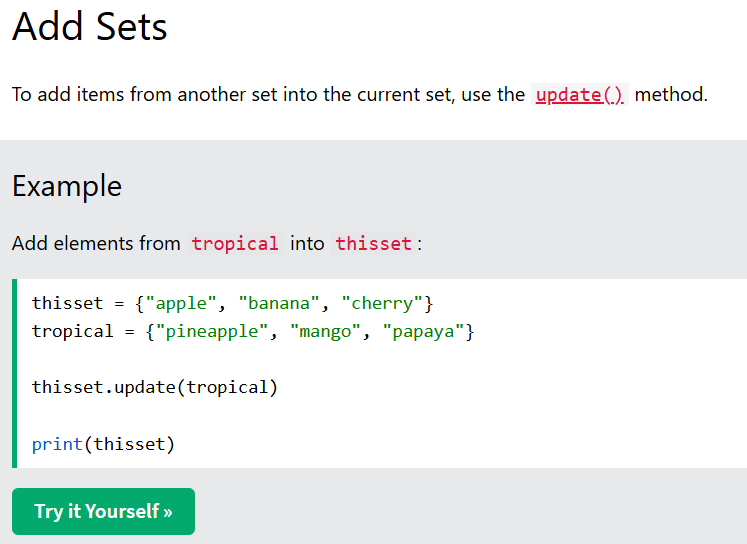 Add Sets
To add items from another set into the current set, use the update() method.
Example
Add elements from tropical into thisset:
thisset = {"apple", "banana", "cherry"}
tropical = {"pineapple", "mango", "papaya"}
thisset.update(tropical)
print(thisset)
Try it Yourself »